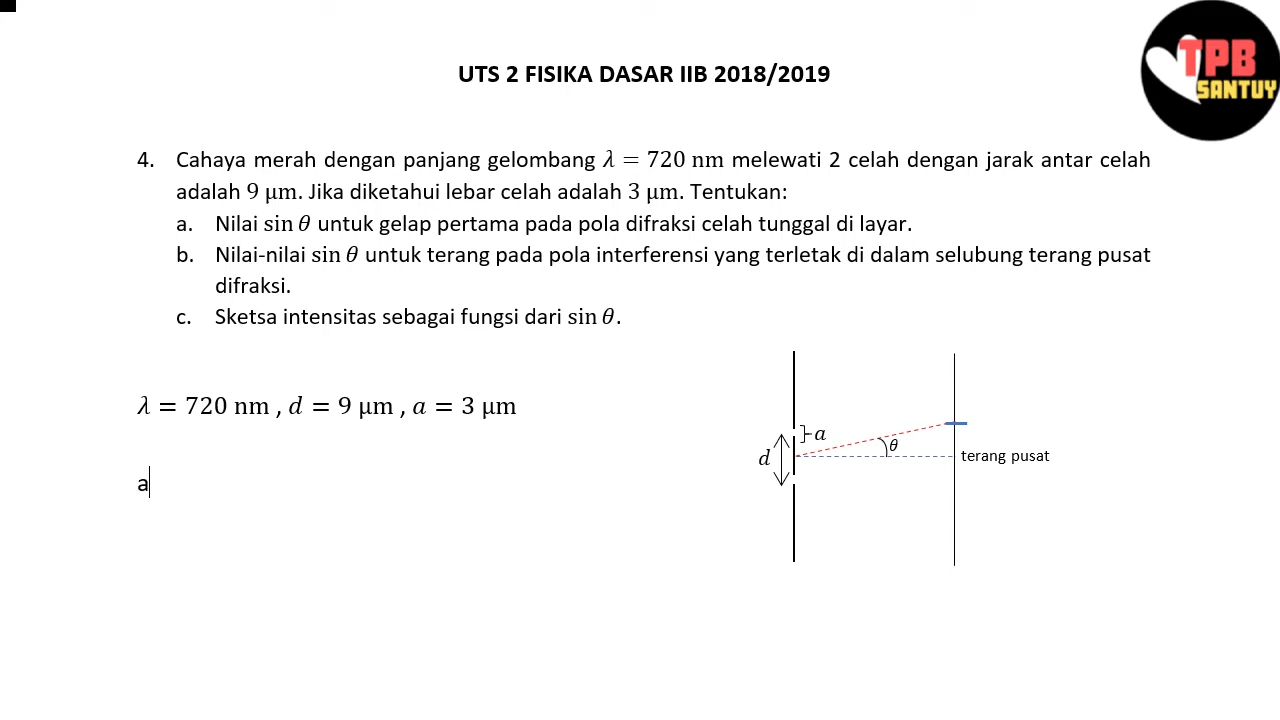 TPB
SANTUY
UTS 2 FISIKA DASAR IIB 2018/2019
4. Cahaya merah dengan panjang gelombang λ = 720 nm melewati 2 celah dengan jarak antar celah
adalah 9 μm. Jika diketahui lebar celah adalah 3 μm. Tentukan:
a. Nilai sin θ untuk gelap pertama pada pola difraksi celah tunggal di layar.
b. Nilai-nilai sin θ untuk terang pada pola interferensi yang terletak di dalam selubung terang pusat
difraksi.
c. Sketsa intensitas sebagai fungsi dari sin θ.
λ = 720 nm , d = 9 μm , a = 3 μm
a
a
d
θ
terang pusat